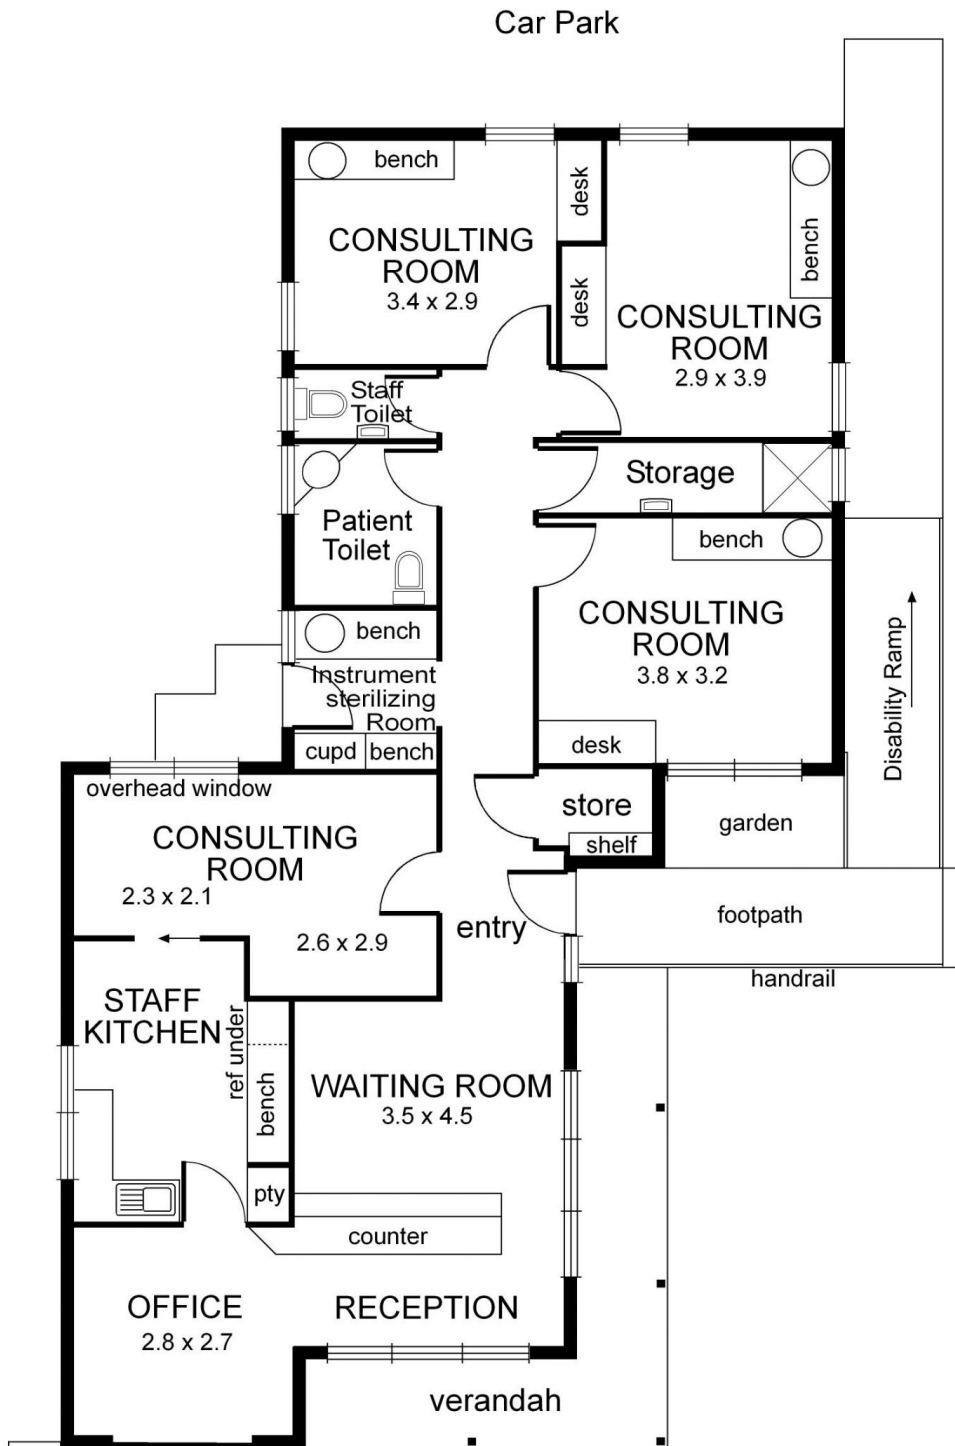 Car Park
bench
desk
CONSULTING
ROOM
3.4 x 2.9
desk
bench
CONSULTING
ROOM
2.9 x 3.9
Staff
Toilet
Storage
Patient
Toilet
bench
CONSULTING
ROOM
3.8 x 3.2
bench
Instrument
sterilizing
Room
cupd
bench
desk
Disability Ramp
overhead window
store
shelf
garden
CONSULTING
ROOM
2.3 x 2.1
2.6 x 2.9
entry
footpath
handrail
STAFF
KITCHEN
ref under
bench
WAITING ROOM
3.5 x 4.5
pty
counter
OFFICE
2.8 x 2.7
RECEPTION
verandah